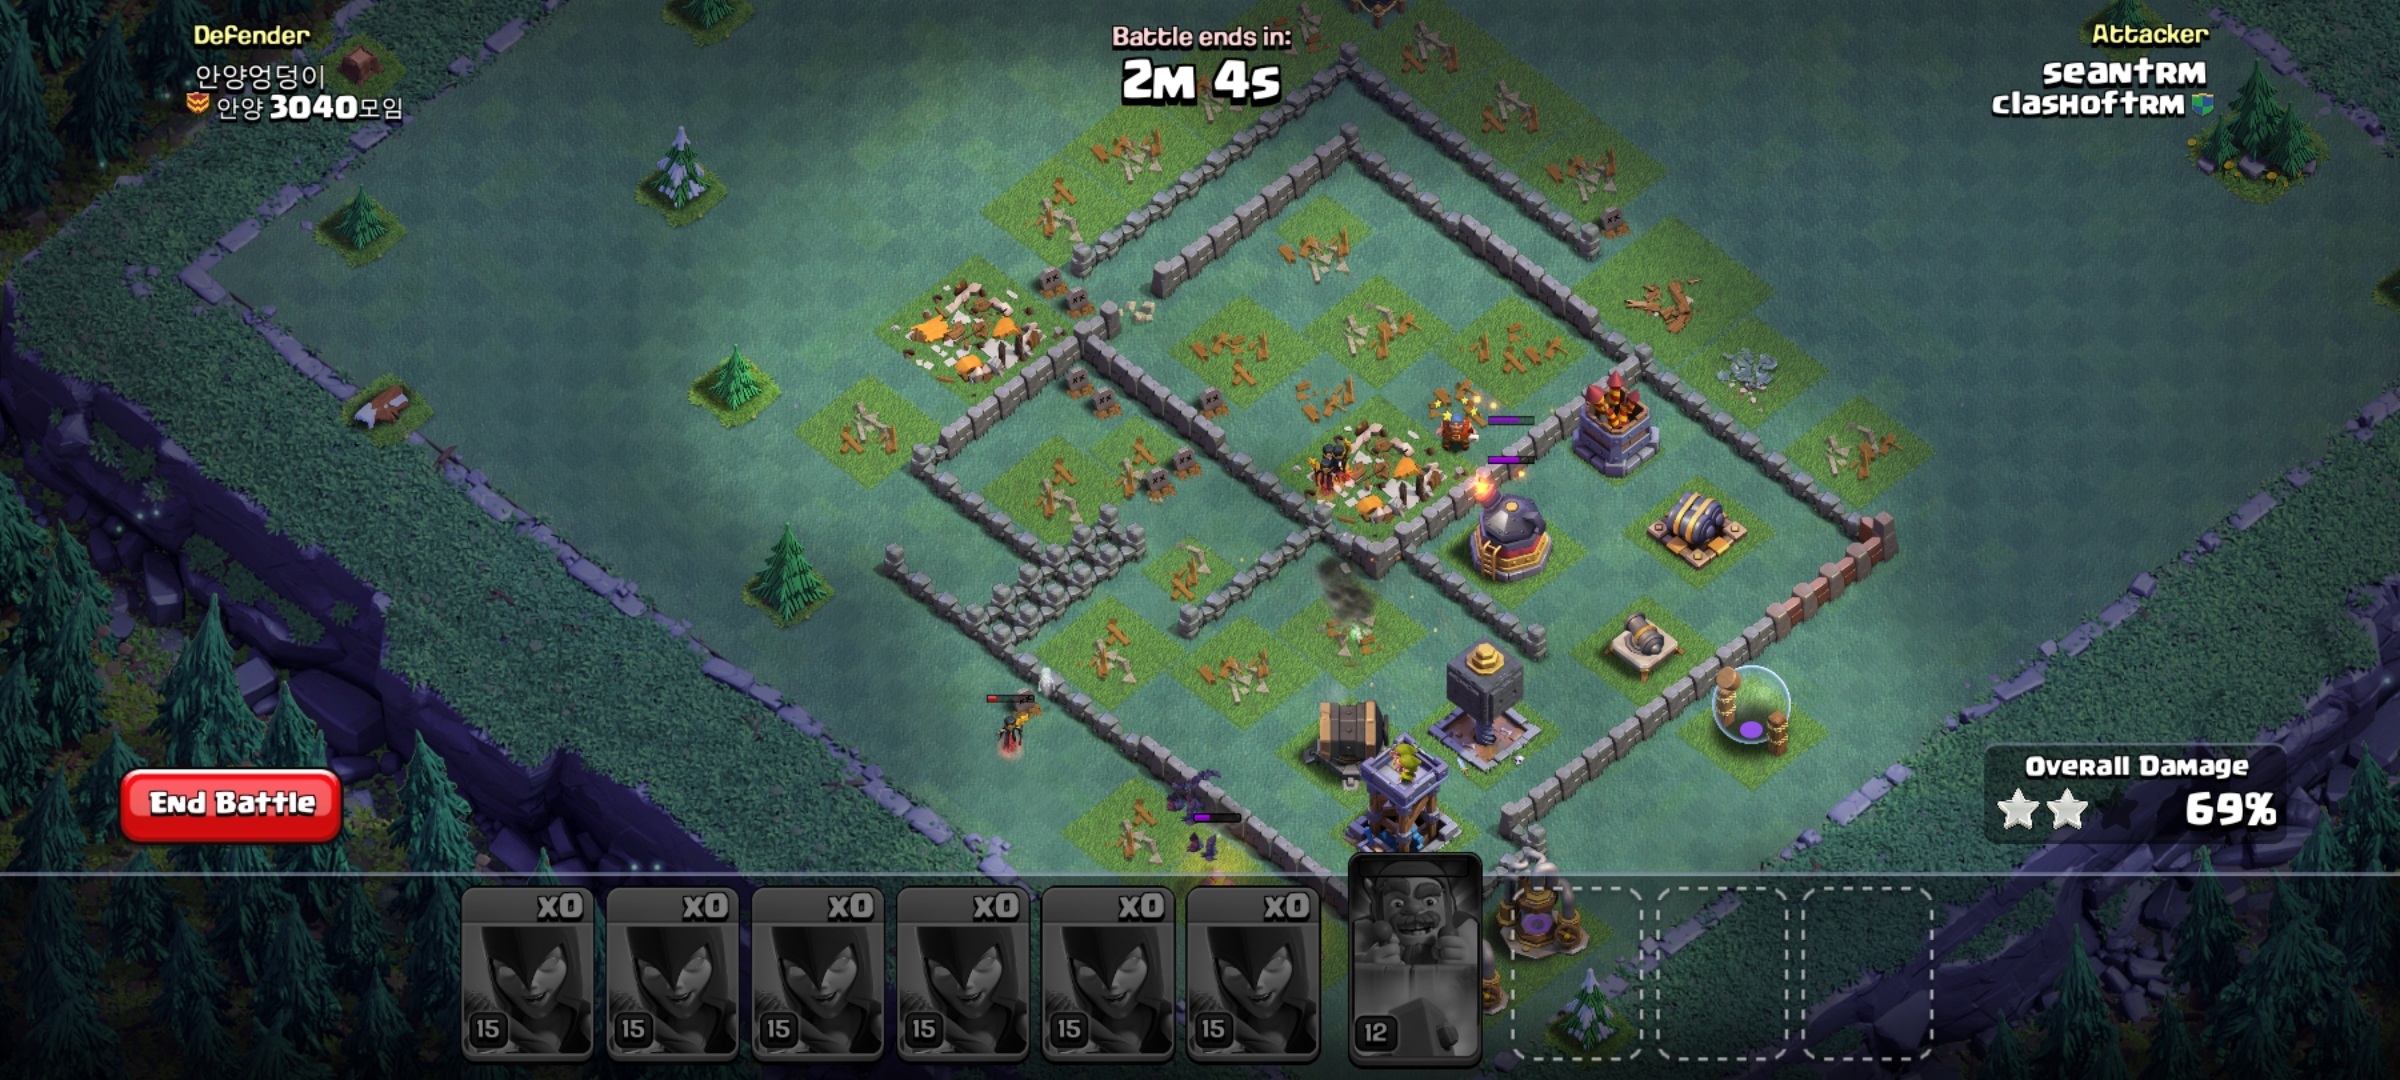 Defender
안양엉덩이
안양 3040모임
Battle ends in:
2M 4S
Attacker
seantRM
clashoftRM
End Battle
Overall Damage
69%
x0 x0 x0 x0 x0 x0
15 15 15 15 15 15 12